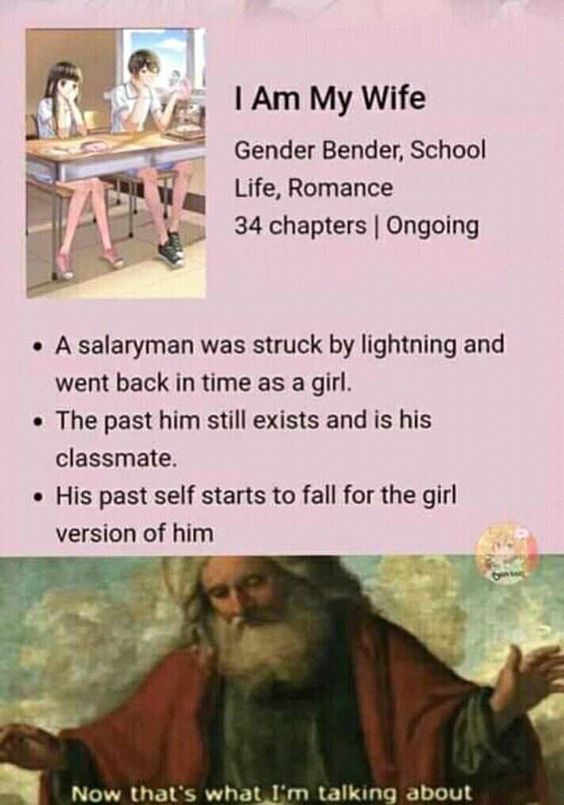 I Am My Wife
Gender Bender, School
Life, Romance
34 chapters | Ongoing
• A salaryman was struck by lightning and
went back in time as a girl.
• The past him still exists and is his
classmate.
• His past self starts to fall for the girl
version of him
Now that's what I'm talking about